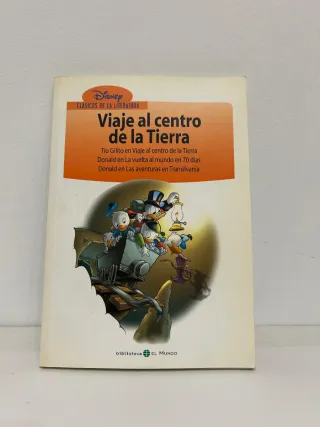 Disney
CLÁSICOS DE LA LITERATURA
Viaje al centro
de la Tierra
Tío Gilito en Viaje al centro de la Tierra
Donald en La vuelta al mundo en 70 días
Donald en Las aventuras en Transilvania
biblioteca EL MUNDO